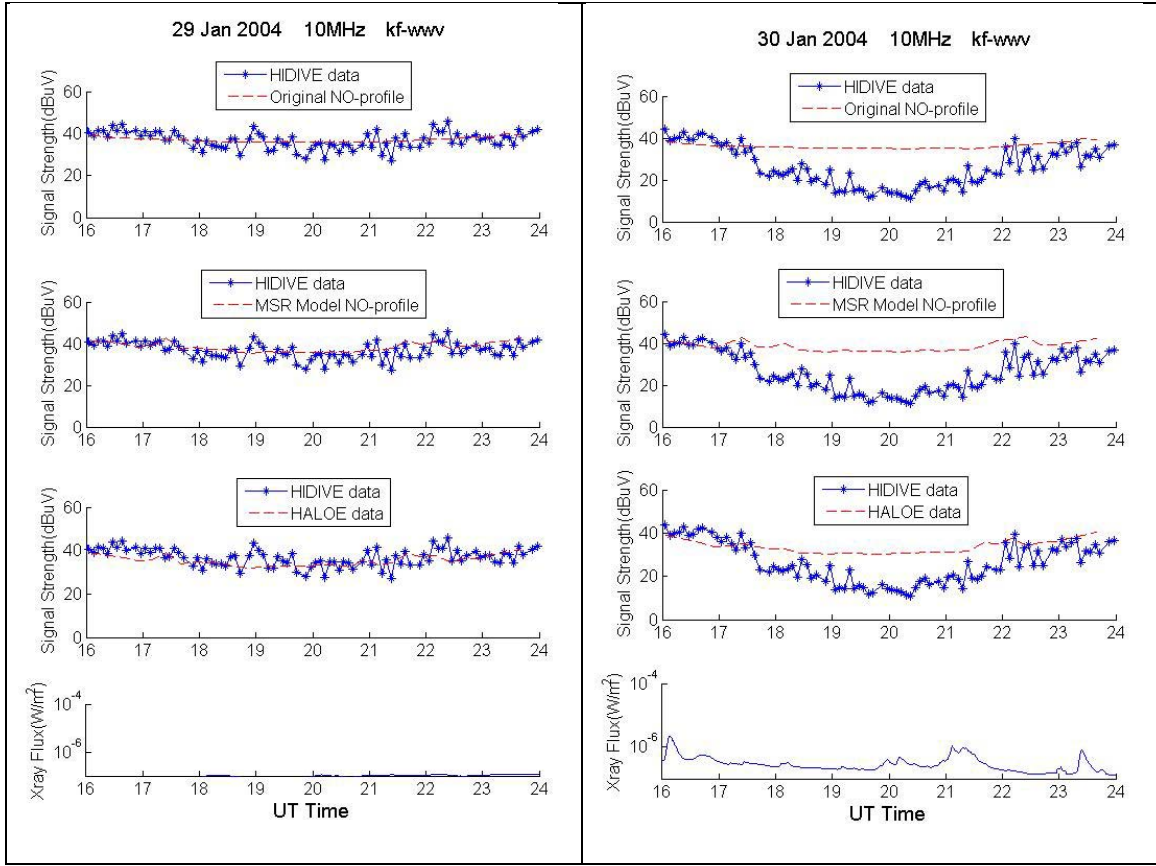 29 Jan 2004 10MHz kf-wwv
HIDIVE data
Original NO-profile
Signal Strength(dBuV)
60
40
20
0
16 17 18 19 20 21 22 23 24
HIDIVE data
MSR Model NO-profile
Signal Strength(dBuV)
60
40
20
0
16 17 18 19 20 21 22 23 24
HIDIVE data
HALOE data
Signal Strength(dBuV)
60
40
20
0
16 17 18 19 20 21 22 23 24
Xray Flux(W/m²)
10⁻⁴
10⁻⁶
16 17 18 19 20 21 22 23 24
UT Time
30 Jan 2004 10MHz kf-wwv
HIDIVE data
Original NO-profile
Signal Strength(dBuV)
60
40
20
0
16 17 18 19 20 21 22 23 24
HIDIVE data
MSR Model NO-profile
Signal Strength(dBuV)
60
40
20
0
16 17 18 19 20 21 22 23 24
HIDIVE data
HALOE data
Signal Strength(dBuV)
60
40
20
0
16 17 18 19 20 21 22 23 24
Xray Flux(W/m²)
10⁻⁴
10⁻⁶
16 17 18 19 20 21 22 23 24
UT Time